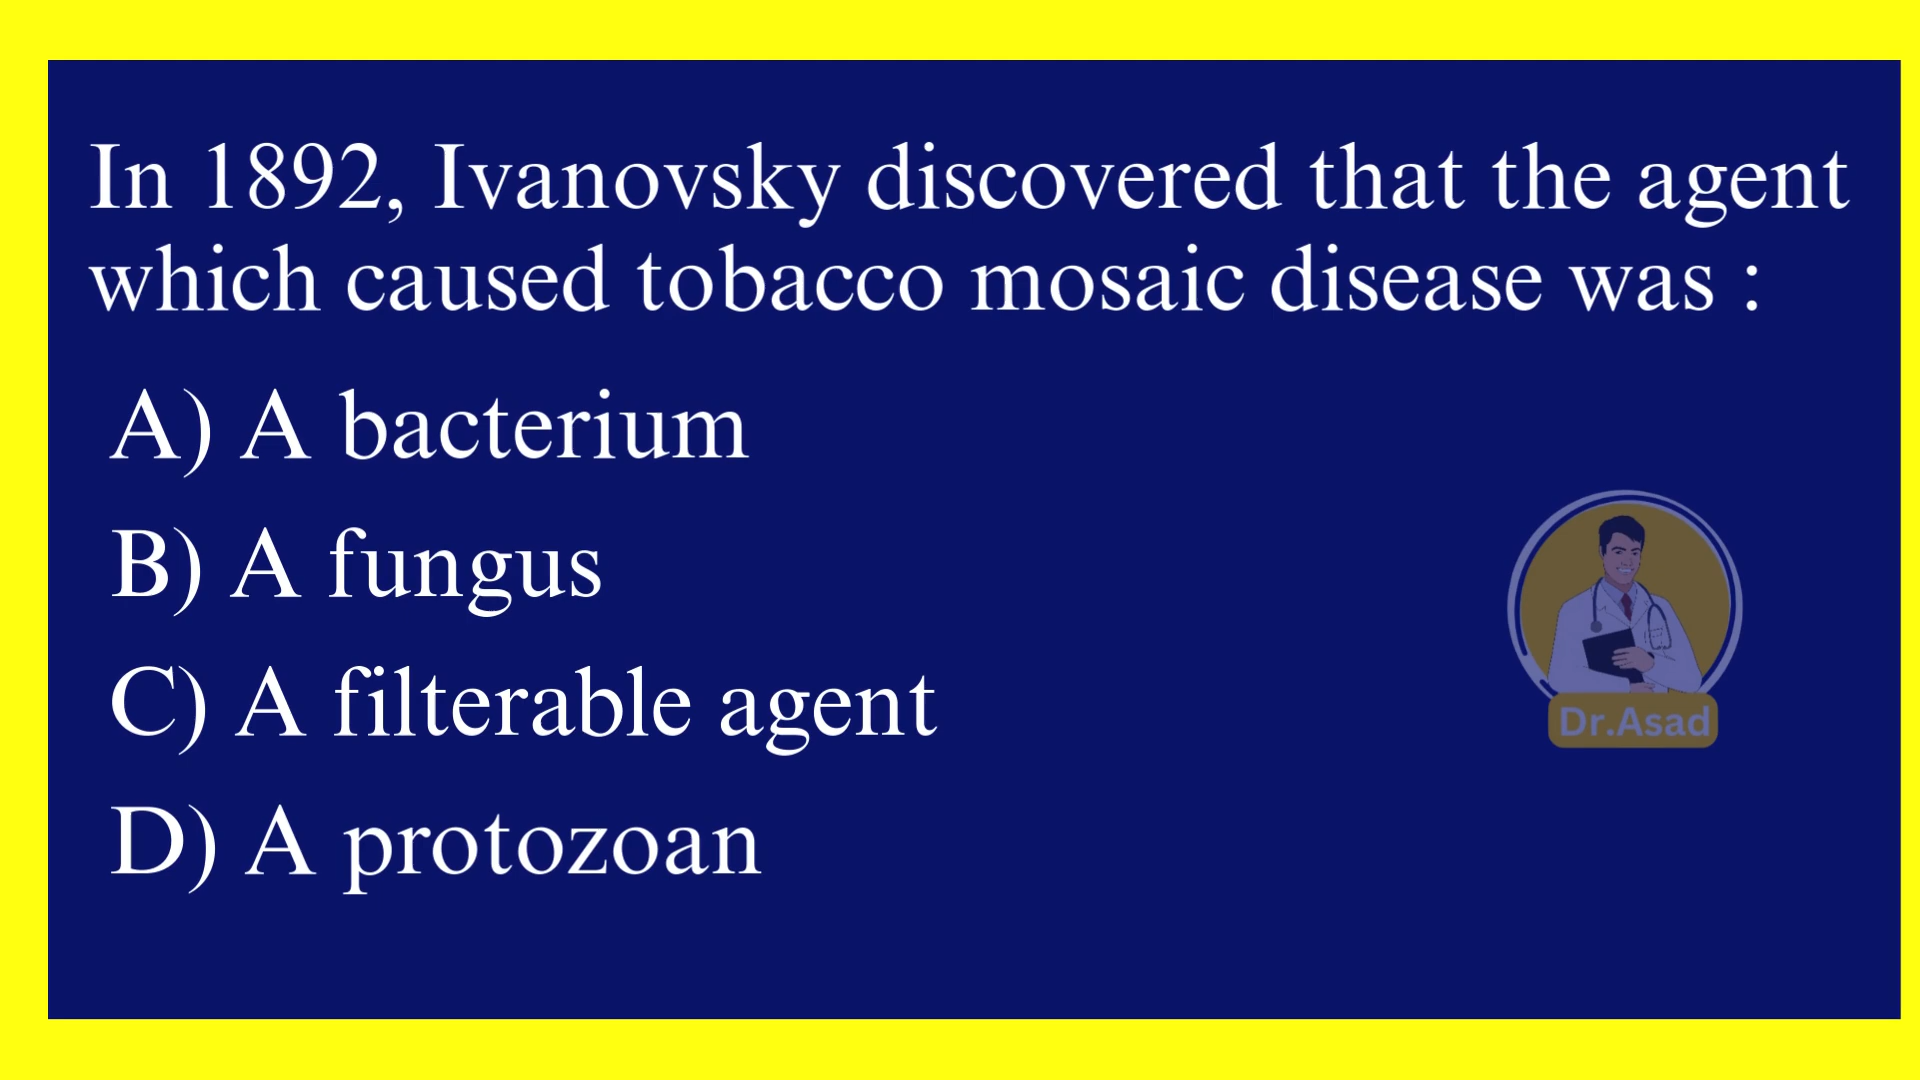 In 1892, Ivanovsky discovered that the agent
which caused tobacco mosaic disease was :
A) A bacterium
B) A fungus
C) A filterable agent
D) A protozoan
Dr.Asad